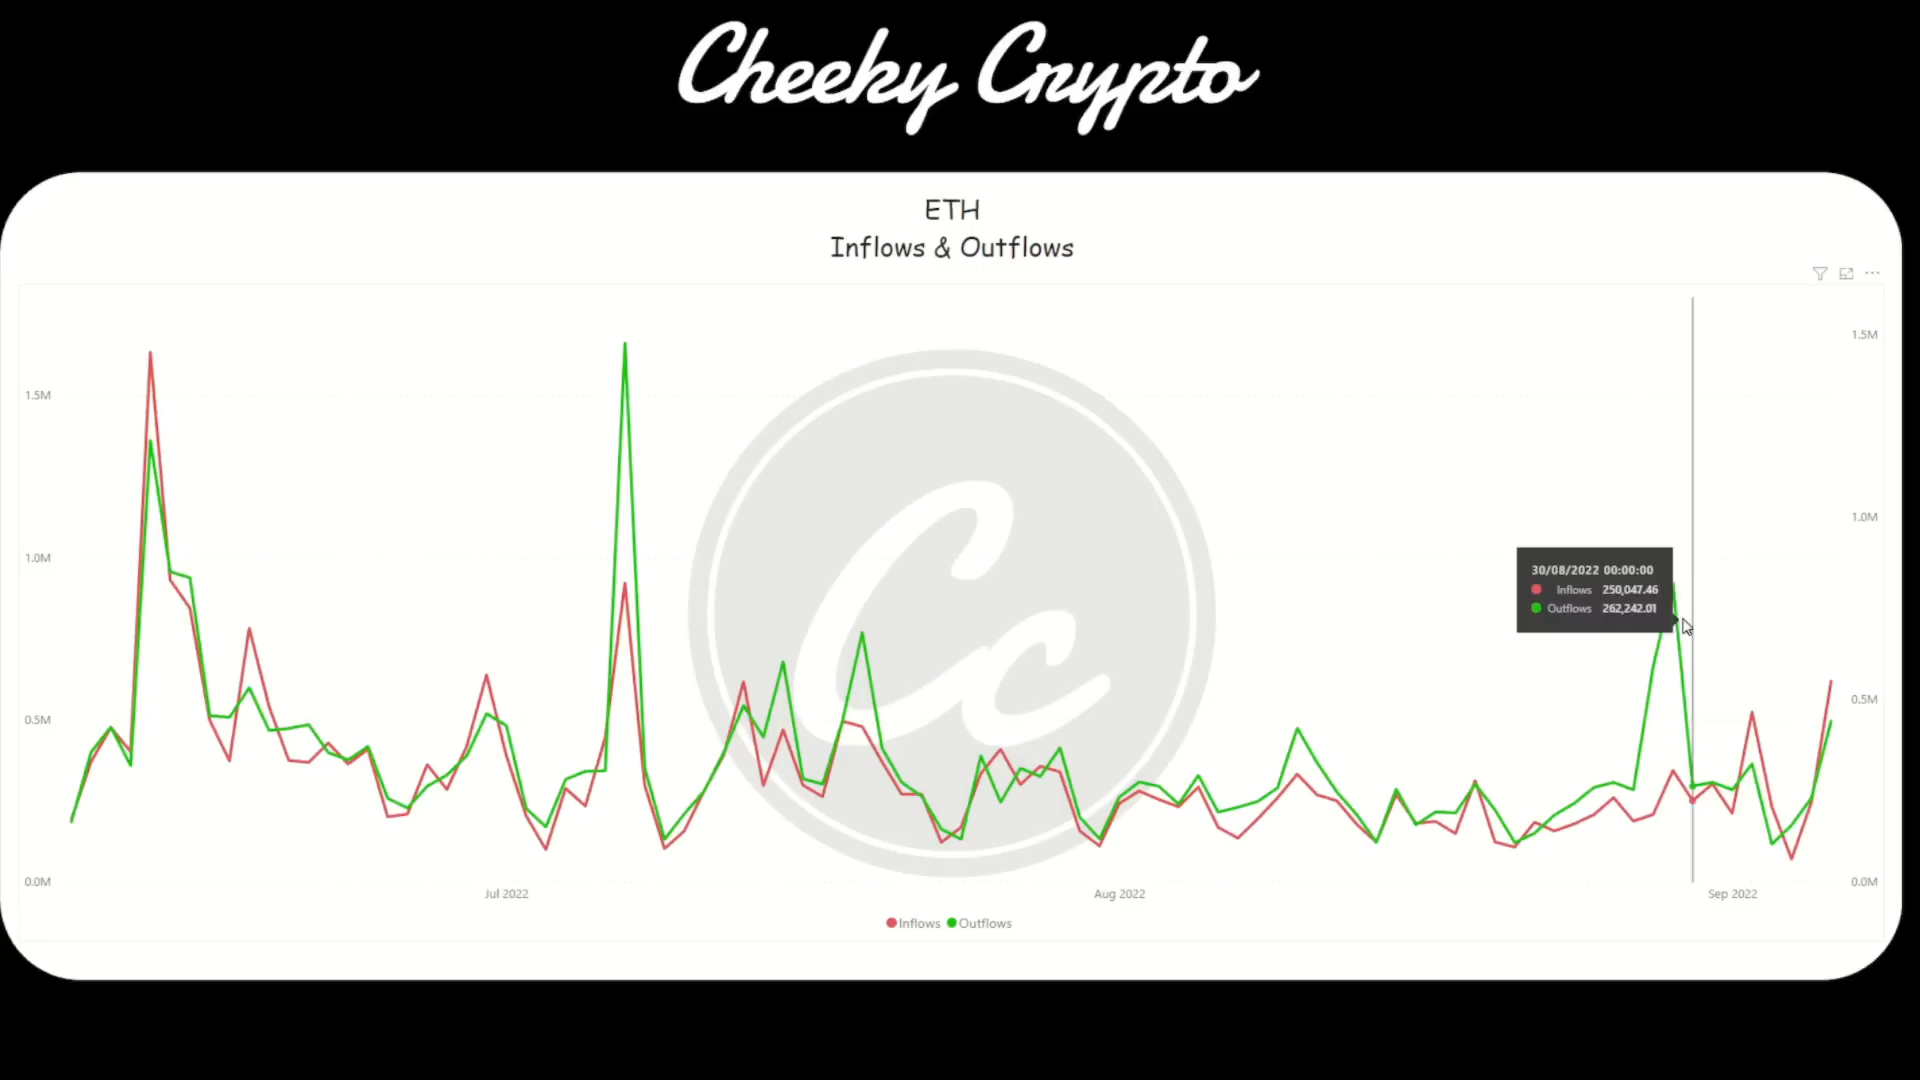 Cheeky Crypto
ETH
Inflows & Outflows
1.5M
1.5M
1.0M
1.0M
30/08/2022 00:00:00
Inflows 250,047.46
Outflows 262,242.01
Cc
0.5M
0.5M
0.0M
0.0M
Jul 2022
Aug 2022
Sep 2022
Inflows Outflows